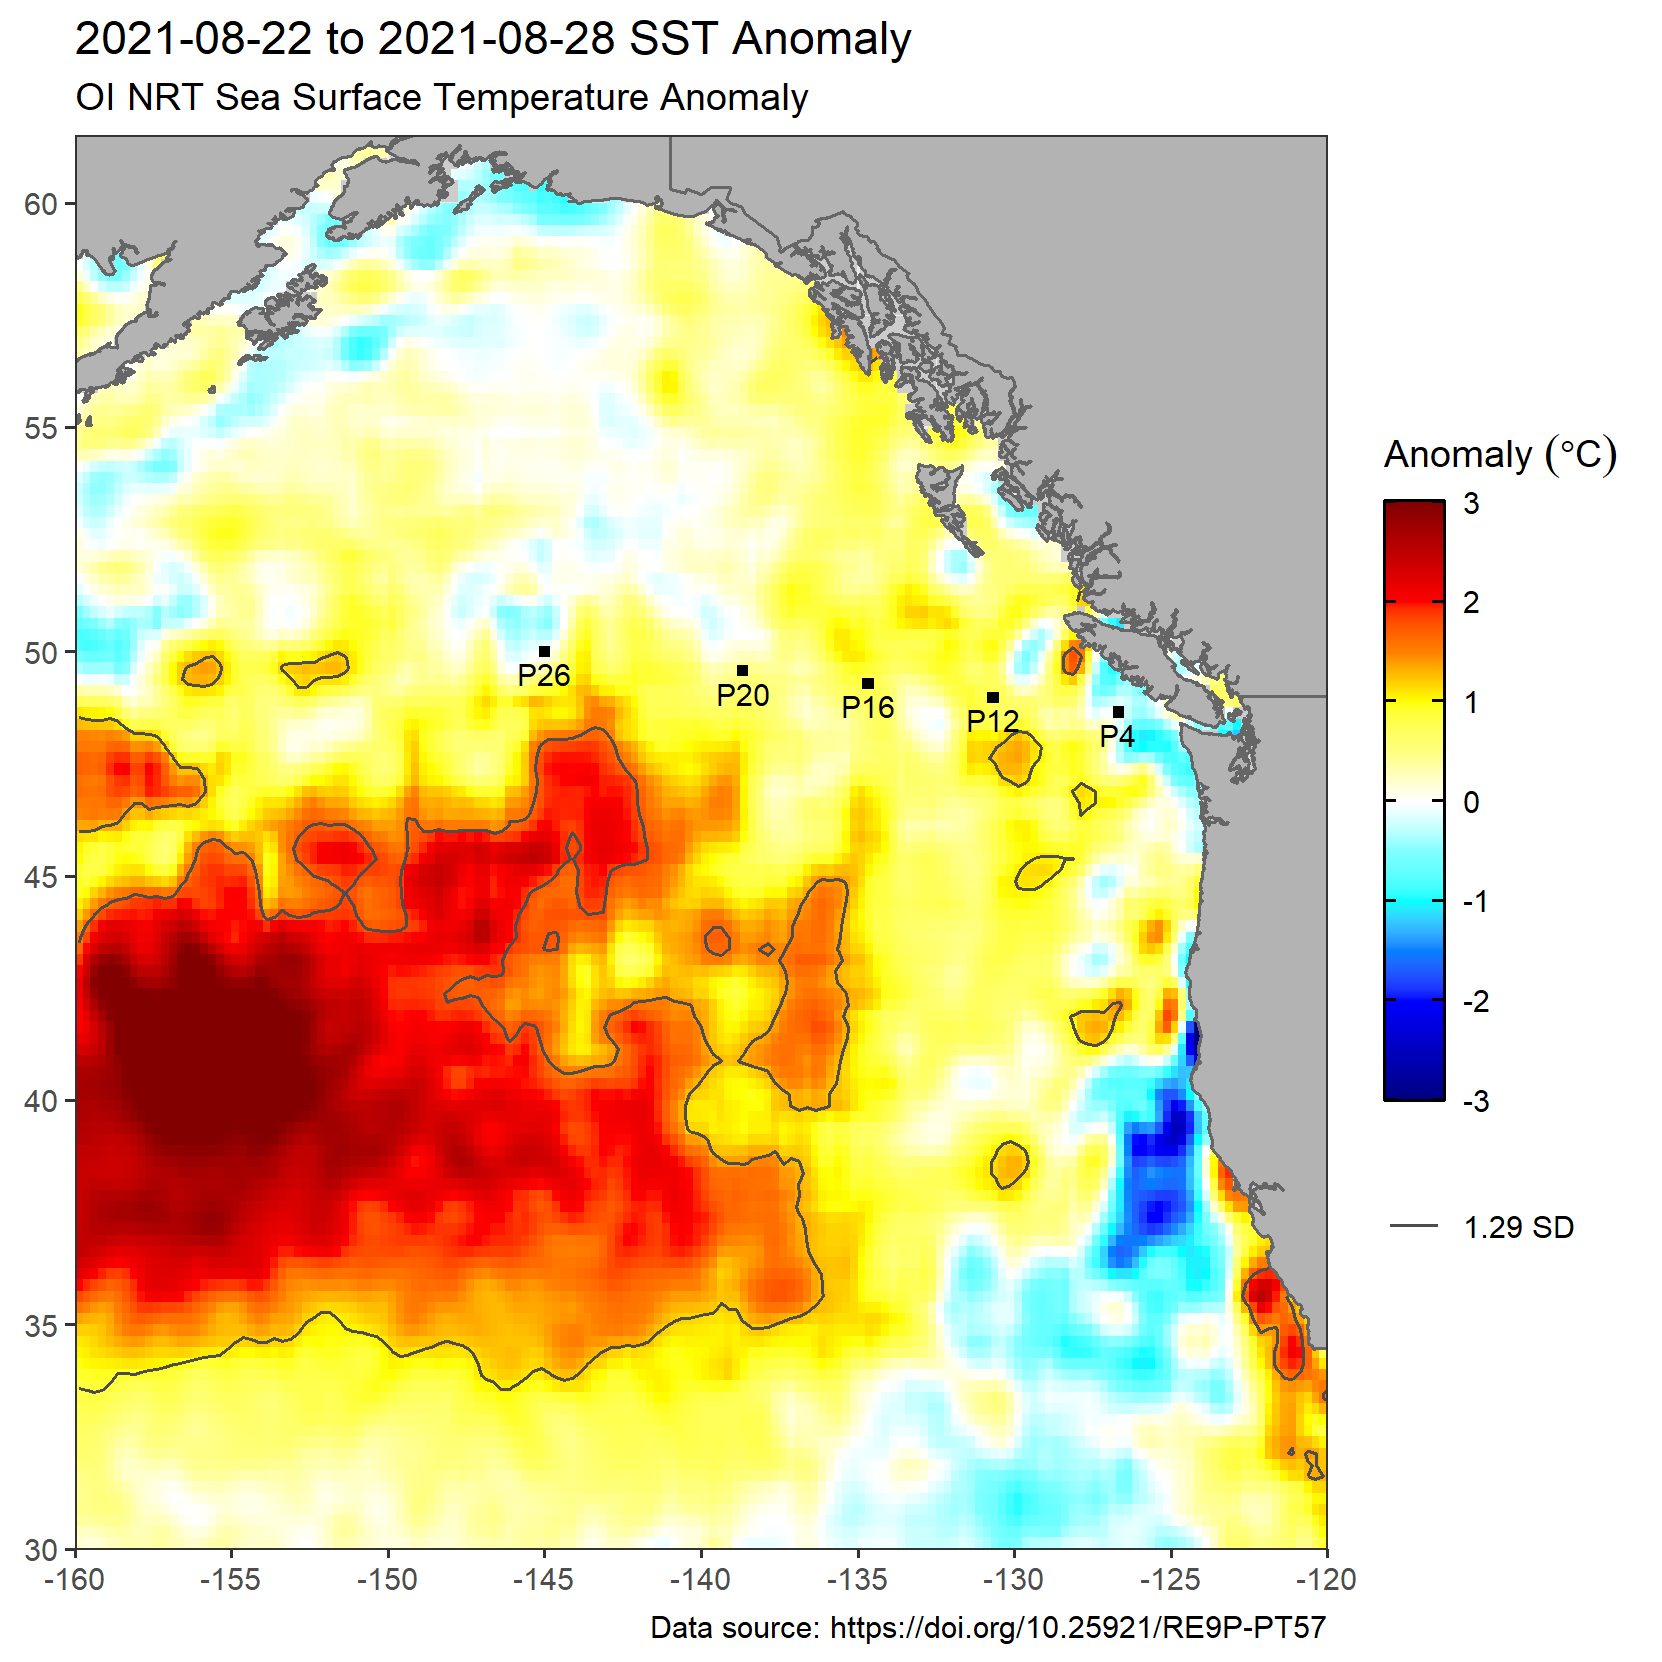 2021-08-22 to 2021-08-28 SST Anomaly
OI NRT Sea Surface Temperature Anomaly
60
55
50
45
40
35
30
-160
-155
-150
-145
-140
-135
-130
-125
-120
P26
P20
P16
P12
P4
Anomaly (°C)
3
2
1
0
-1
-2
-3
1.29 SD
Data source: https://doi.org/10.25921/RE9P-PT57